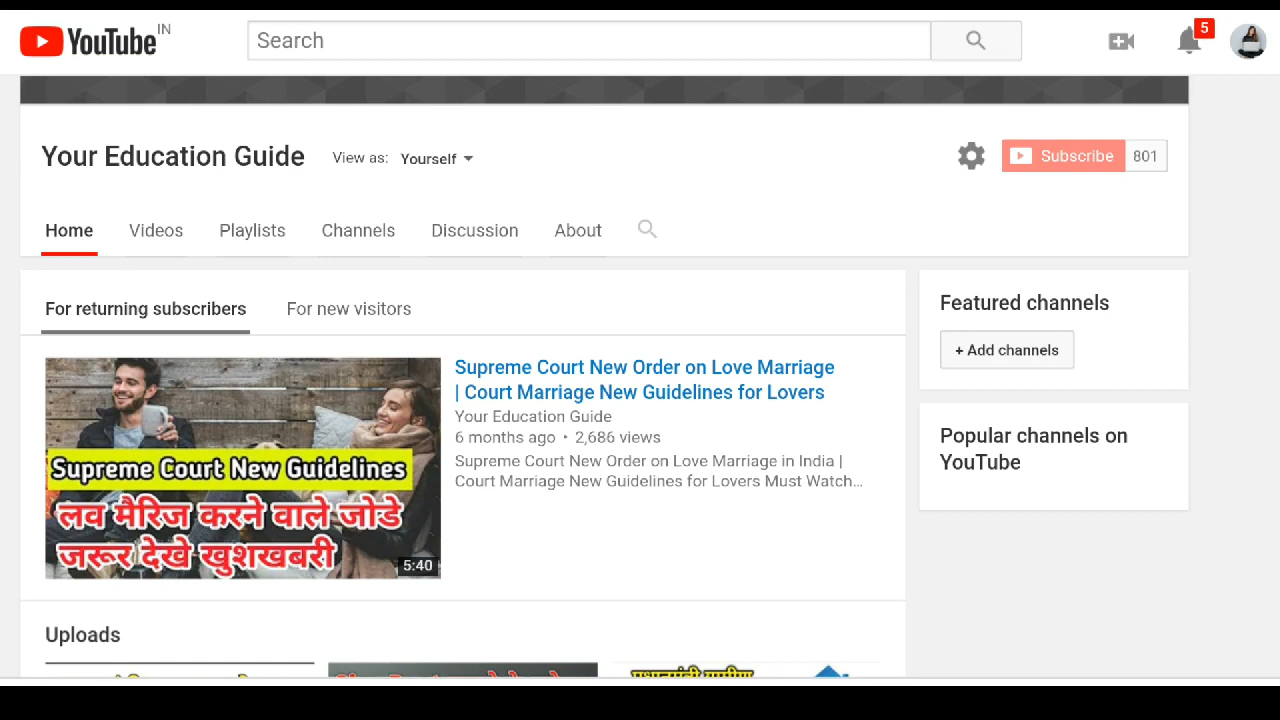 YouTube IN
Search
5
Your Education Guide
View as: Yourself
Subscribe 801
Home Videos Playlists Channels Discussion About
For returning subscribers For new visitors
Supreme Court New Guidelines
लव मैरिज करने वाले जोडे
जरूर देखे खुशखबरी
5:40
Supreme Court New Order on Love Marriage
| Court Marriage New Guidelines for Lovers
Your Education Guide
6 months ago • 2,686 views
Supreme Court New Order on Love Marriage in India |
Court Marriage New Guidelines for Lovers Must Watch...
Featured channels
+ Add channels
Popular channels on
YouTube
Uploads
प्रधानमंत्री ग्रामीण